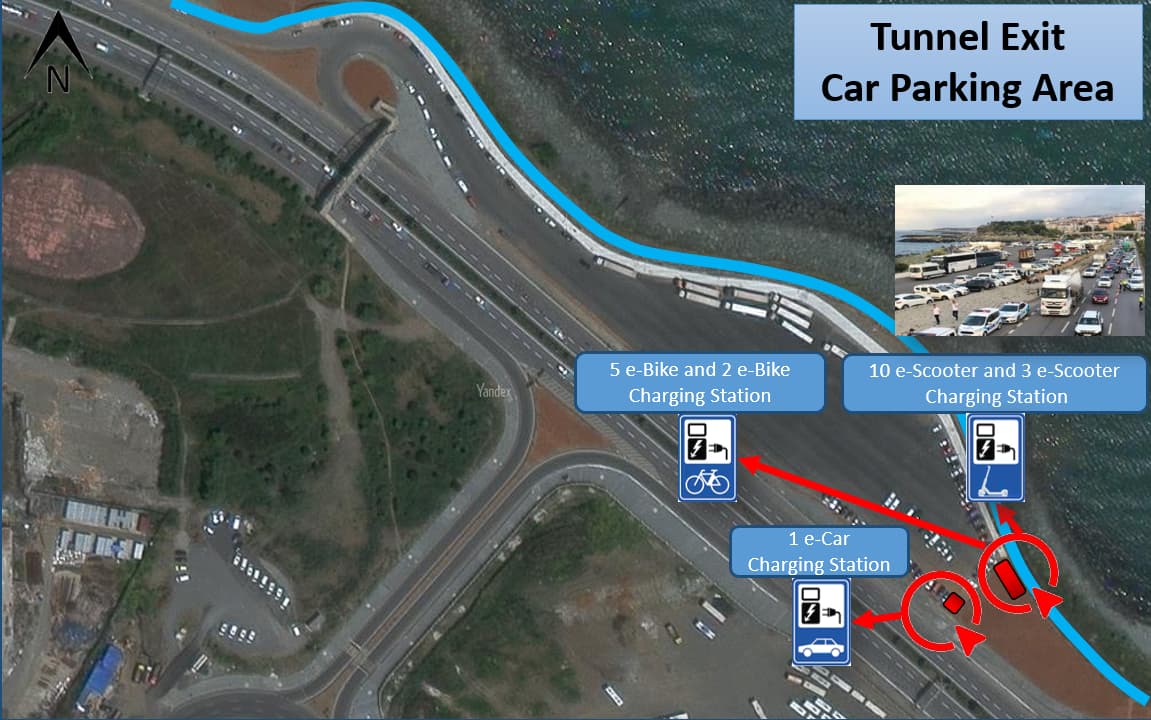 N
Tunnel Exit
Car Parking Area
Yandex
5 e-Bike and 2 e-Bike
Charging Station
10 e-Scooter and 3 e-Scooter
Charging Station
1 e-Car
Charging Station